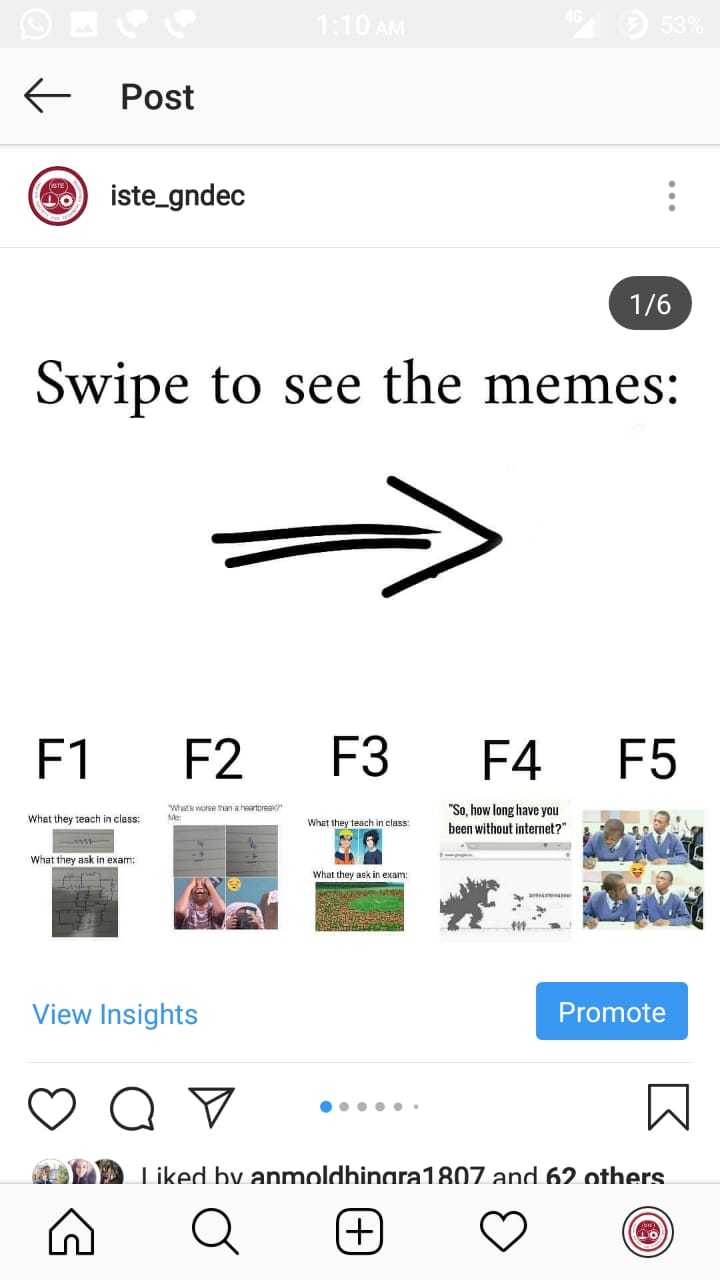 1:10 AM
4G
53%
Post
ISTE
iste_gndec
1/6
Swipe to see the memes:
F1 F2 F3 F4 F5
What they teach in class:
What they ask in exam:
"What's worse than a heartbreak?"
Me:
What they teach in class:
What they ask in exam:
"So, how long have you
been without internet?"
View Insights
Promote
Liked by anmoldhingra1807 and 62 others